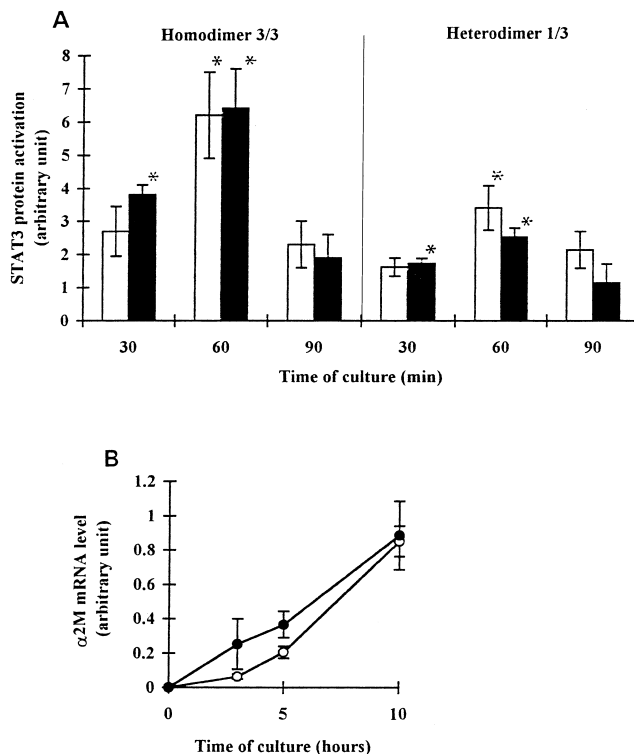 A
Homodimer 3/3
Heterodimer 1/3
STAT3 protein activation
(arbitrary unit)
8
7
6
5
4
3
2
1
0
* * * * * *
30 60 90 30 60 90
Time of culture (min)
B
α2M mRNA level
(arbitrary unit)
1.2
1
0.8
0.6
0.4
0.2
0
0 5 10
Time of culture (hours)